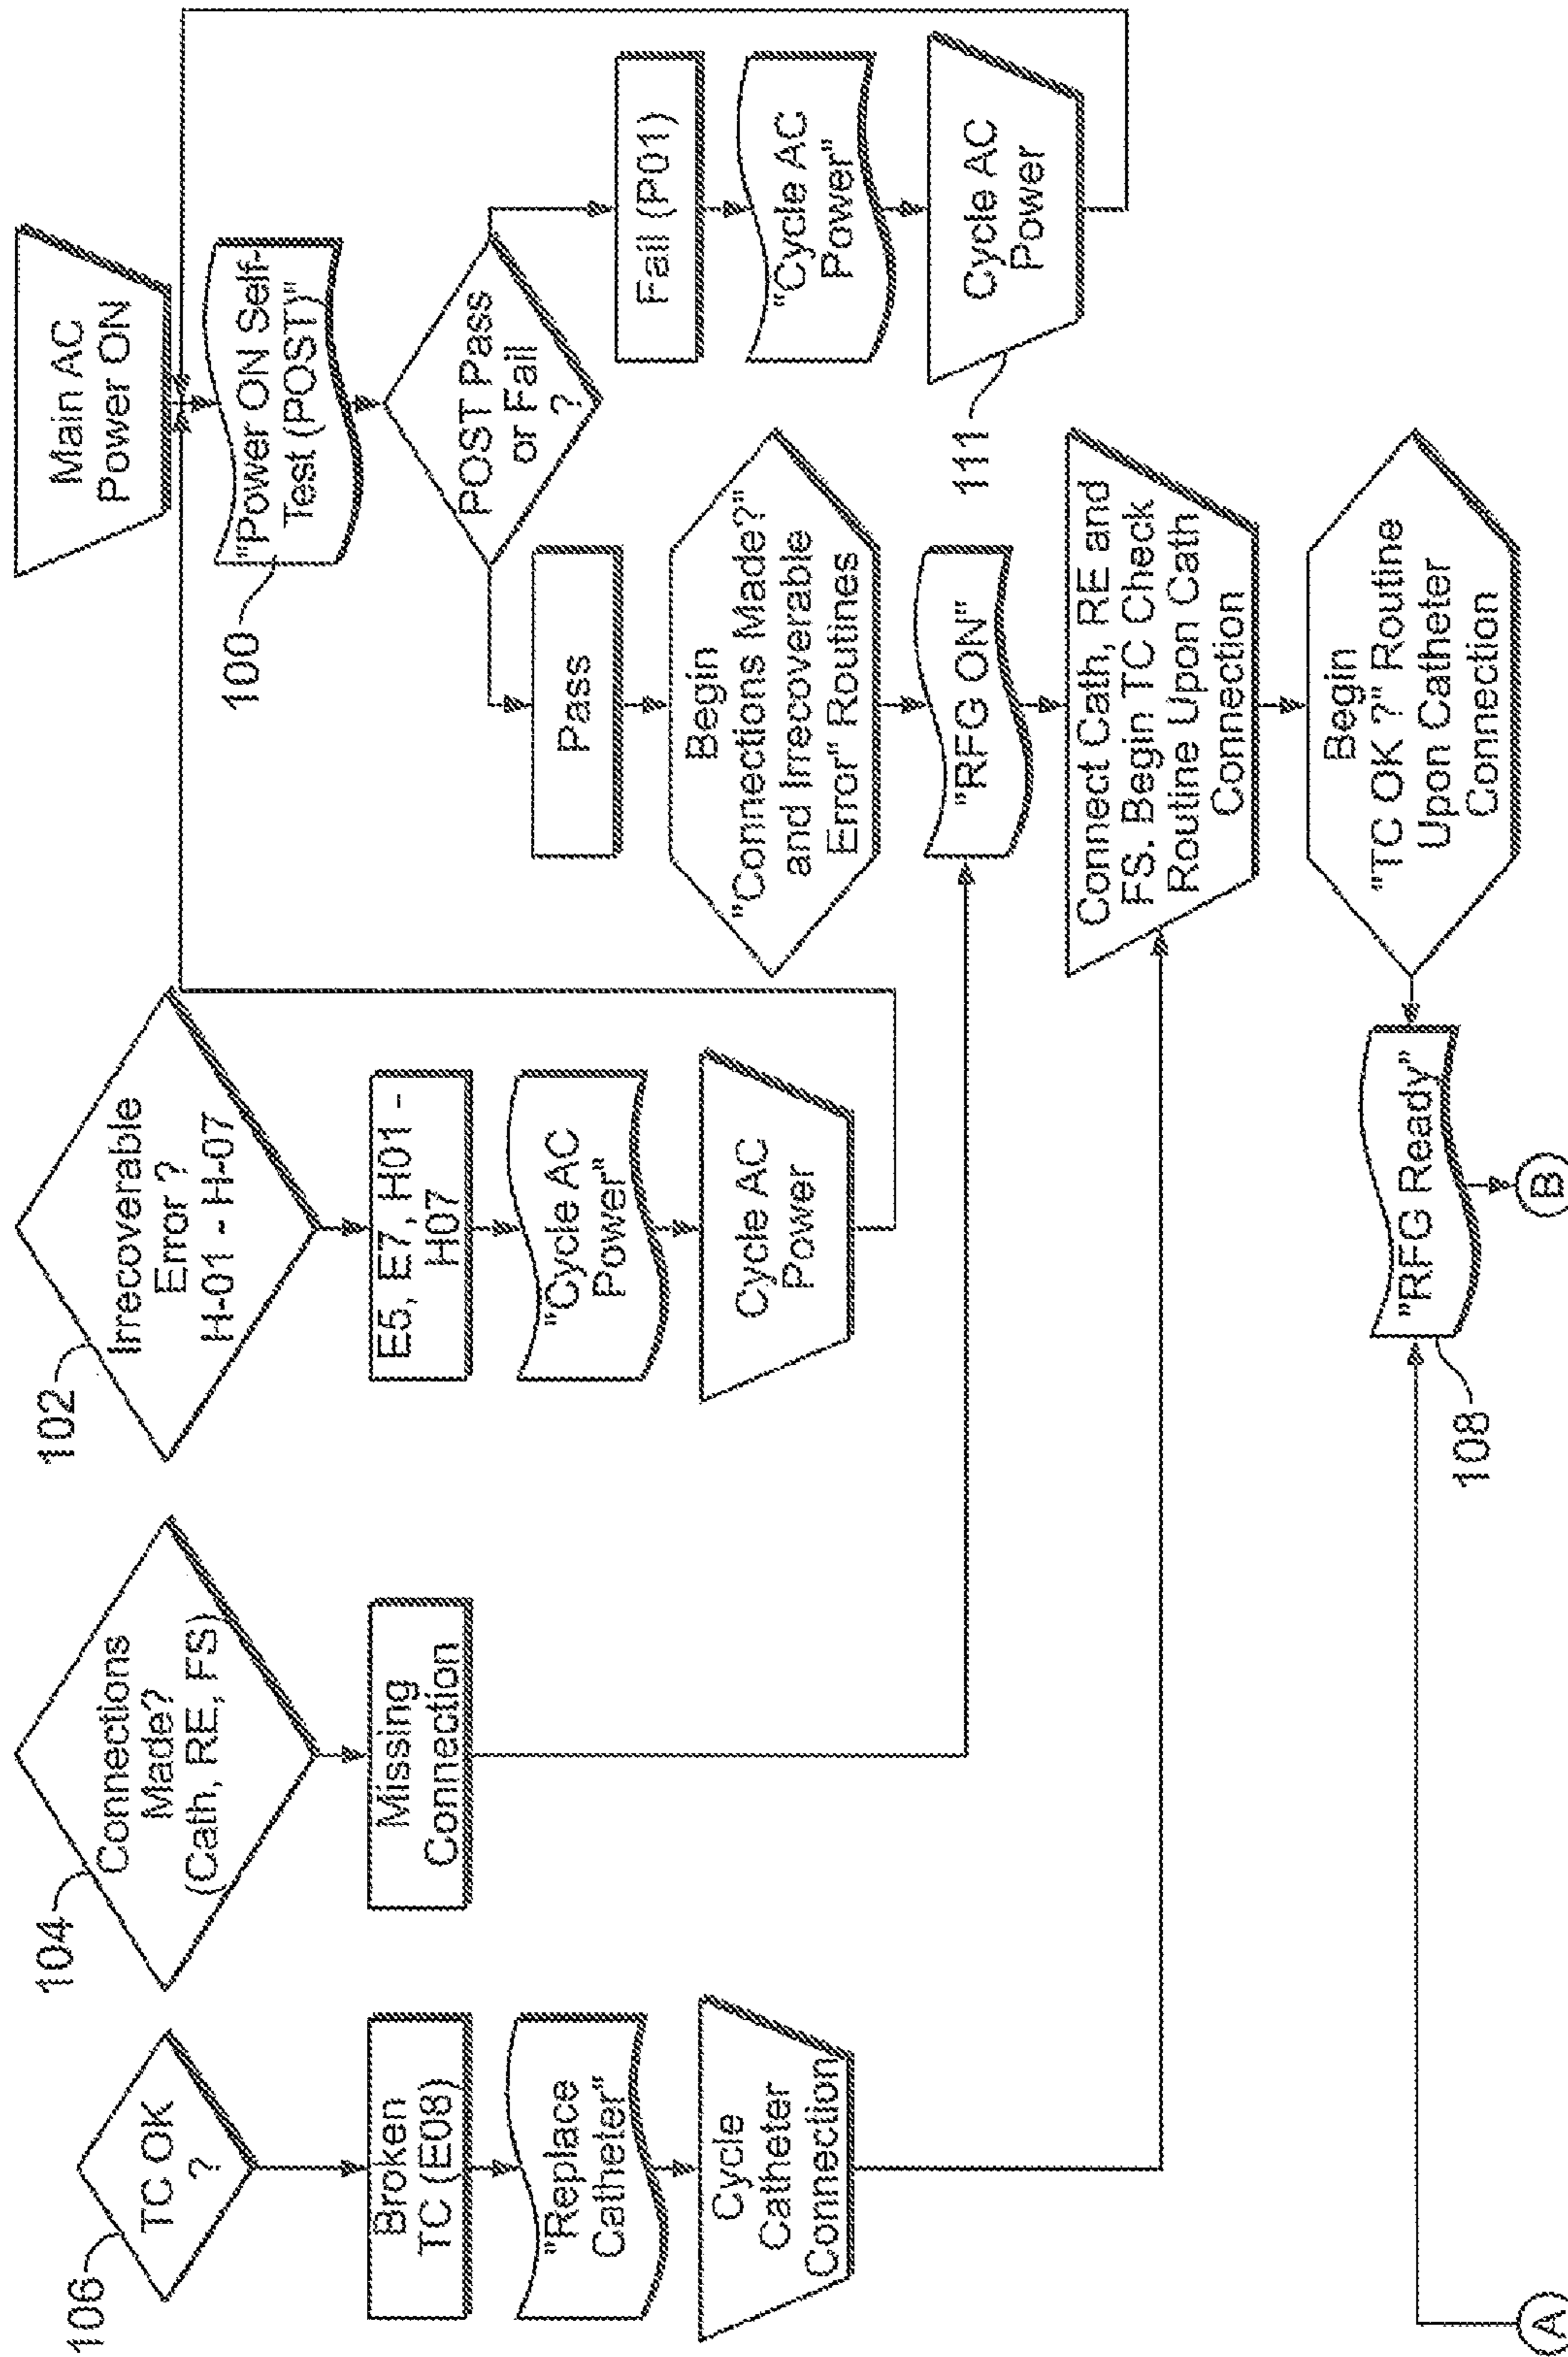 106
TC OK
?
Broken
TC (E08)
"Replace
Catheter"
Cycle
Catheter
Connection
104
Connections
Made?
(Cath, RE, FS)
Missing
Connection
102
Irrecoverable
Error ?
H-01 - H-07
E5, E7, H01 -
H07
"Cycle AC
Power"
Cycle AC
Power
Main AC
Power ON
100
"Power ON Self-
Test (POST)"
POST Pass
or Fail
?
Pass
Begin
"Connections Made?"
and Irrecoverable
Error" Routines
"RFG ON"
Connect Cath, RE and
FS. Begin TC Check
Routine Upon Cath
Connection
Begin
"TC OK ?" Routine
Upon Catheter
Connection
Fail (P01)
"Cycle AC
Power"
111
Cycle AC
Power
"RFG Ready"
108
A
B